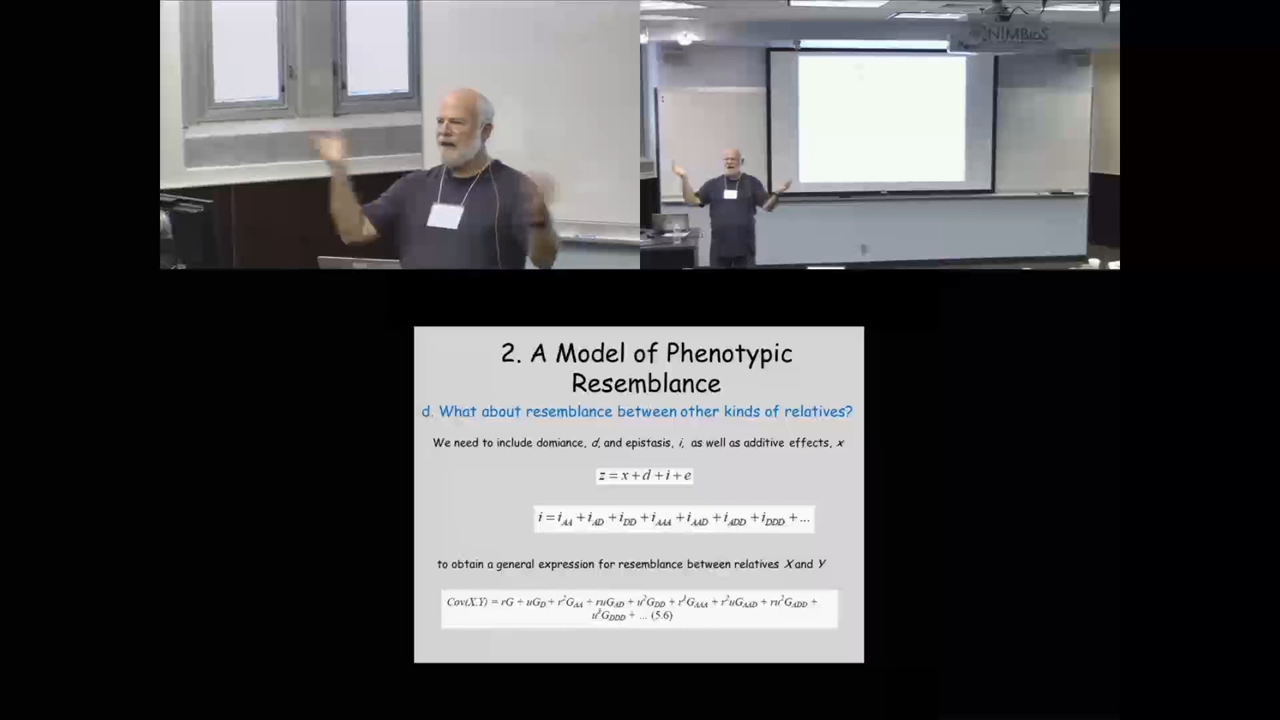 NIMBioS
2. A Model of Phenotypic
Resemblance
d. What about resemblance between other kinds of relatives?
We need to include domiance, d, and epistasis, i, as well as additive effects, x
z = x + d + i + e
i = i_AA + i_AD + i_DD + i_AAA + i_AAD + i_ADD + i_DDD + ...
to obtain a general expression for resemblance between relatives X and Y
Cov(X,Y) = rG + uG_D + r²G_AA + ruG_AD + u²G_DD + r³G_AAA + r²uG_AAD + ru²G_ADD +
u³G_DDD + ... (5.6)